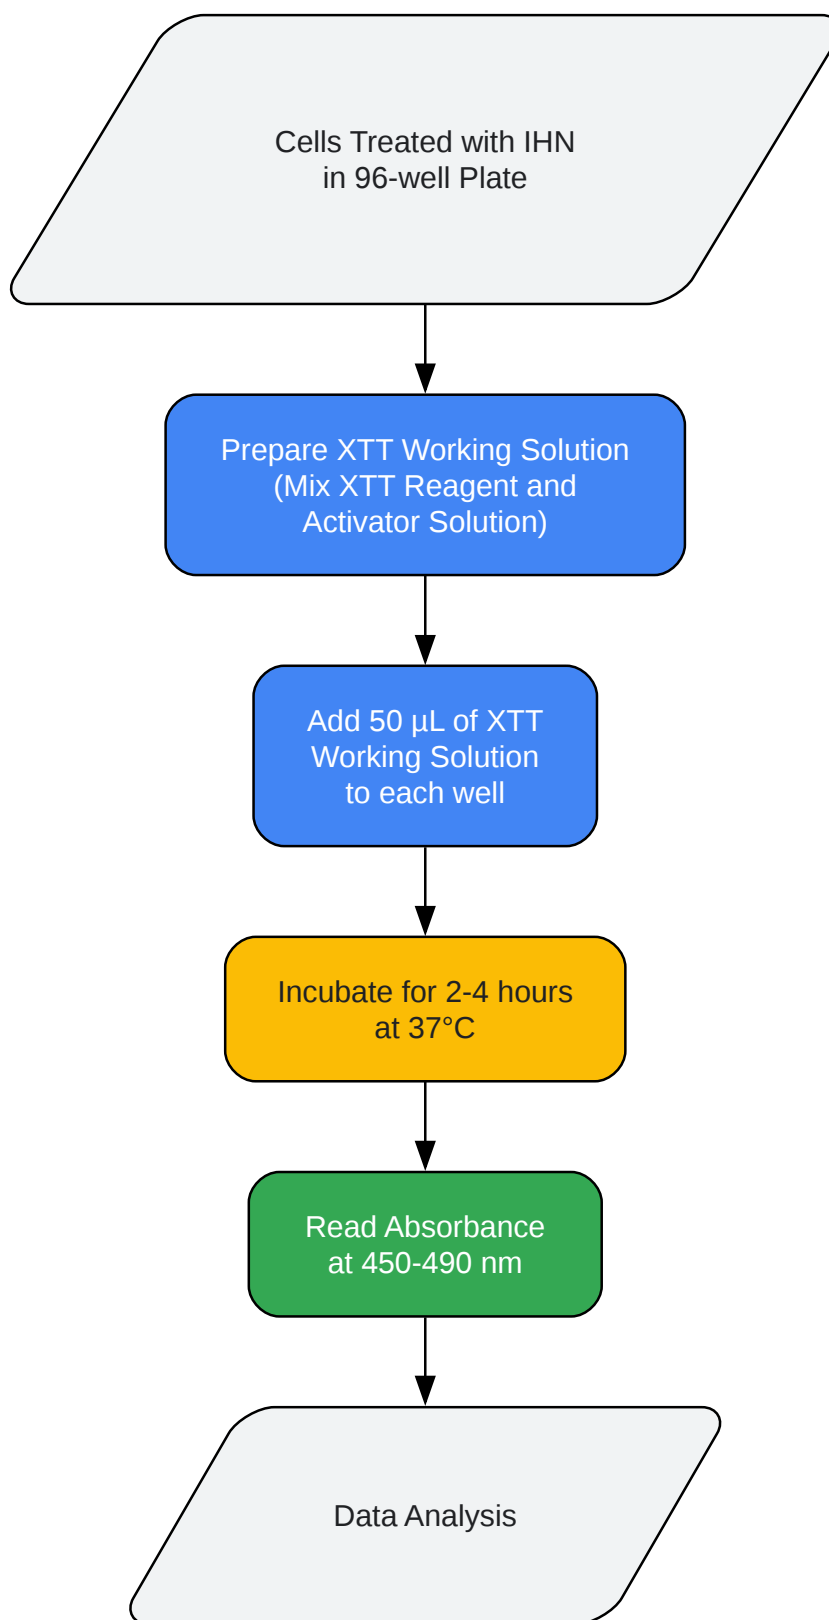 Cells Treated with IHN
in 96-well Plate
Prepare XTT Working Solution
(Mix XTT Reagent and
Activator Solution)
Add 50 µL of XTT
Working Solution
to each well
Incubate for 2-4 hours
at 37°C
Read Absorbance
at 450-490 nm
Data Analysis